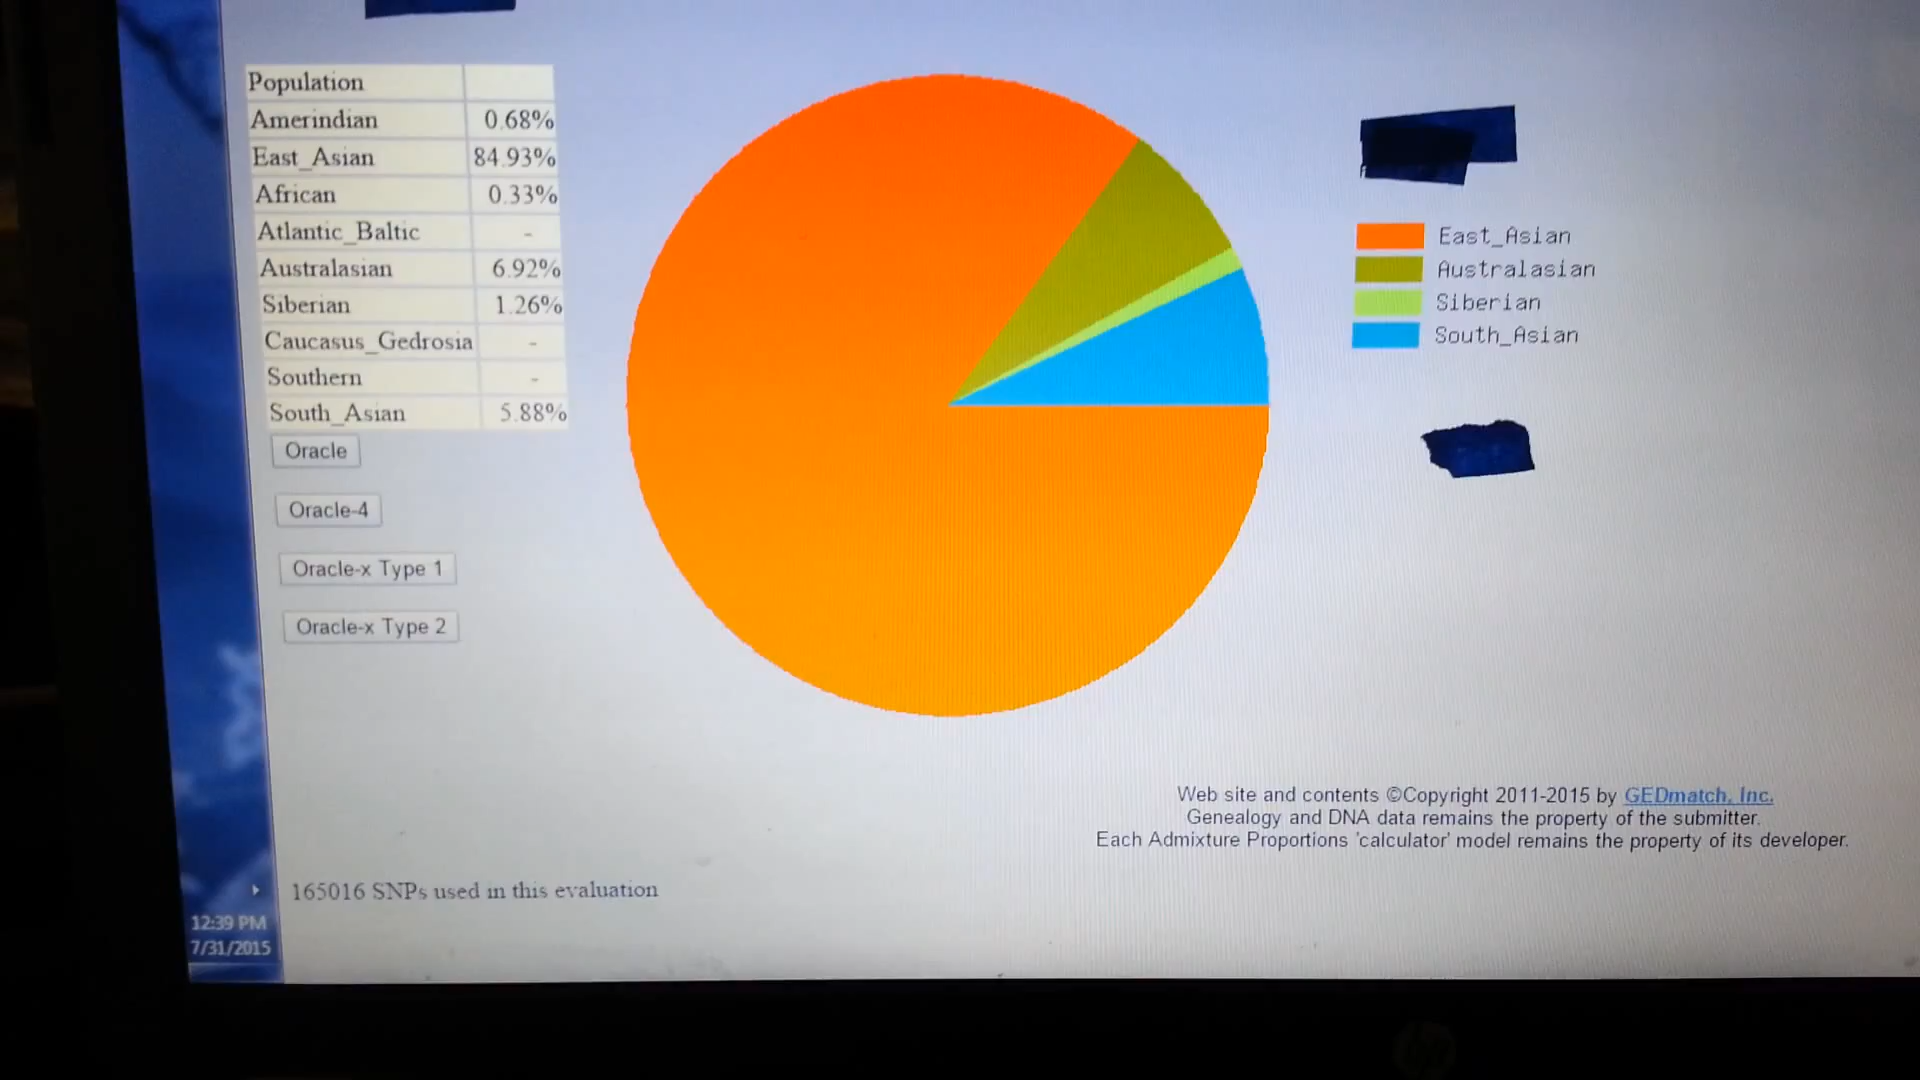 Population
Amerindian 0.68%
East_Asian 84.93%
African 0.33%
Atlantic_Baltic -
Australasian 6.92%
Siberian 1.26%
Caucasus_Gedrosia -
Southern -
South_Asian 5.88%
Oracle
Oracle-4
Oracle-x Type 1
Oracle-x Type 2
East_Asian
Australasian
Siberian
South_Asian
Web site and contents ©Copyright 2011-2015 by GEDmatch, Inc.
Genealogy and DNA data remains the property of the submitter.
Each Admixture Proportions 'calculator' model remains the property of its developer.
165016 SNPs used in this evaluation
12:39 PM
7/31/2015
hp